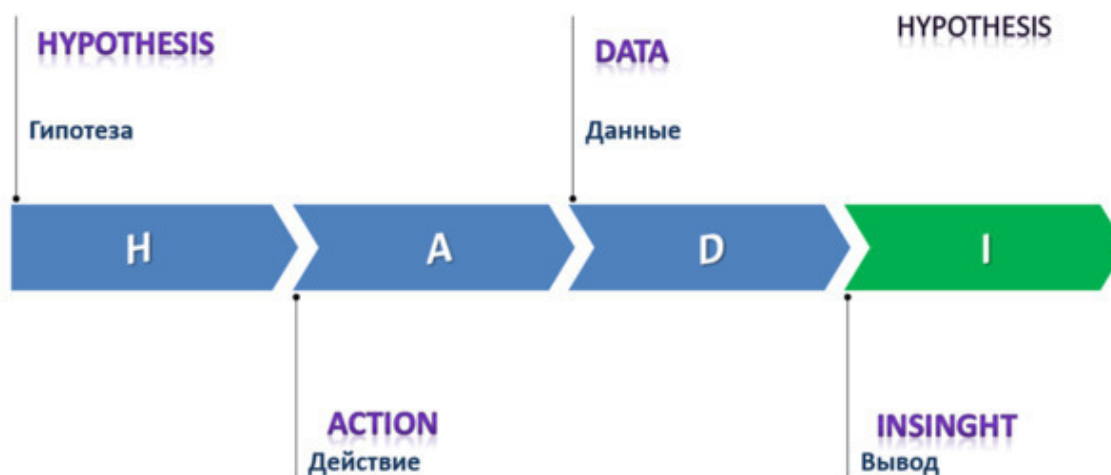 HYPOTHESIS
Гипотеза
DATA
Данные
HYPOTHESIS
H
A
D
I
ACTION
Действие
INSINGHT
Вывод